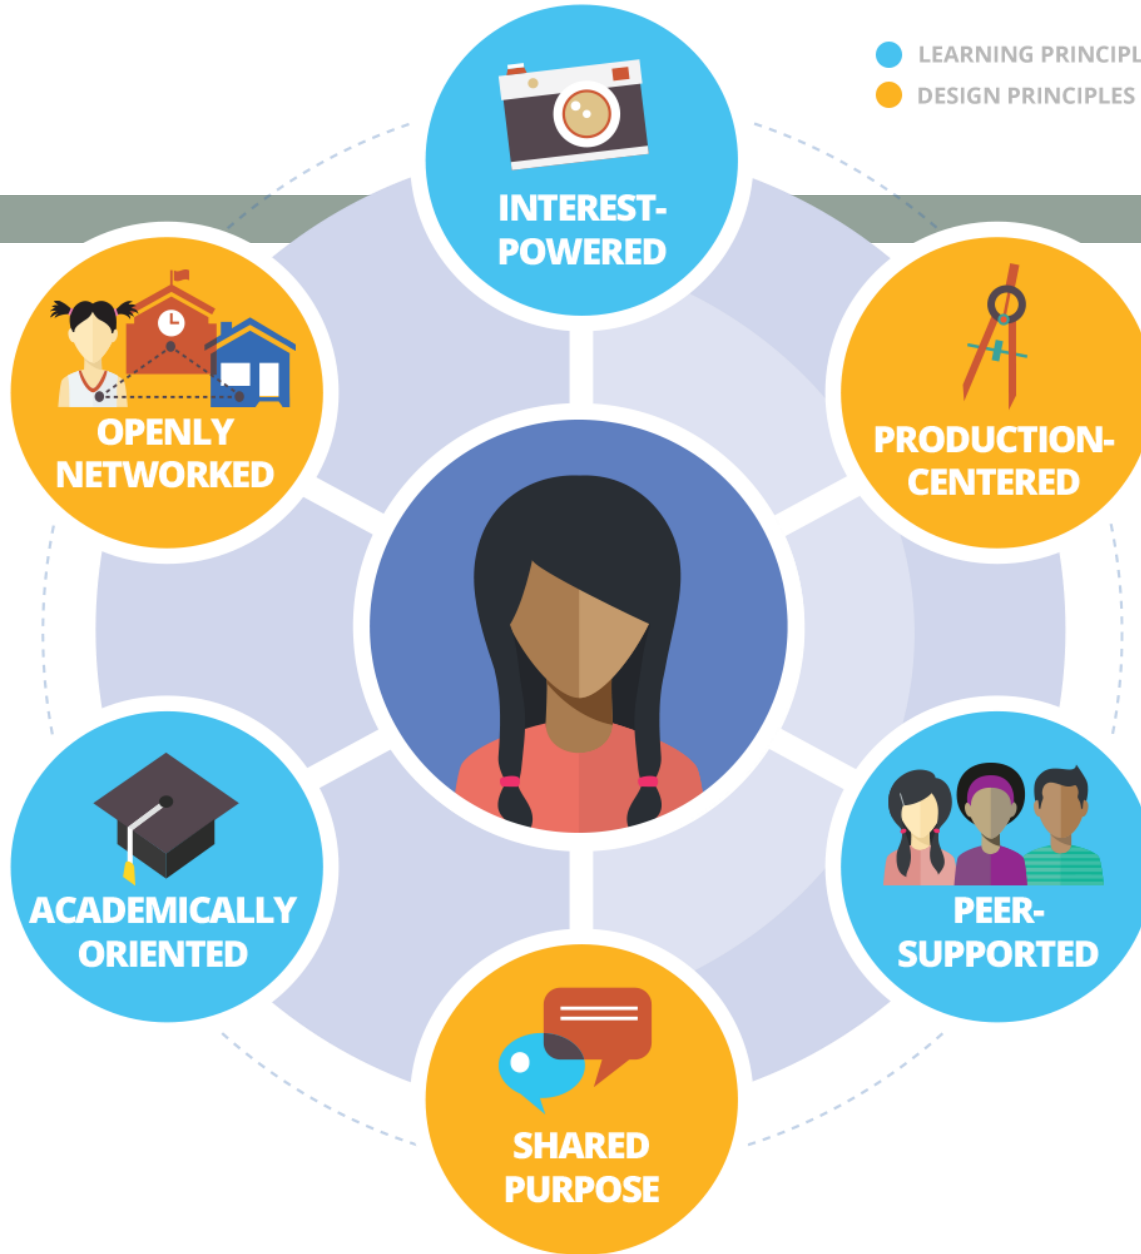 LEARNING PRINCIPL
DESIGN PRINCIPLES
INTEREST-
POWERED
OPENLY
NETWORKED
PRODUCTION-
CENTERED
ACADEMICALLY
ORIENTED
PEER-
SUPPORTED
SHARED
PURPOSE